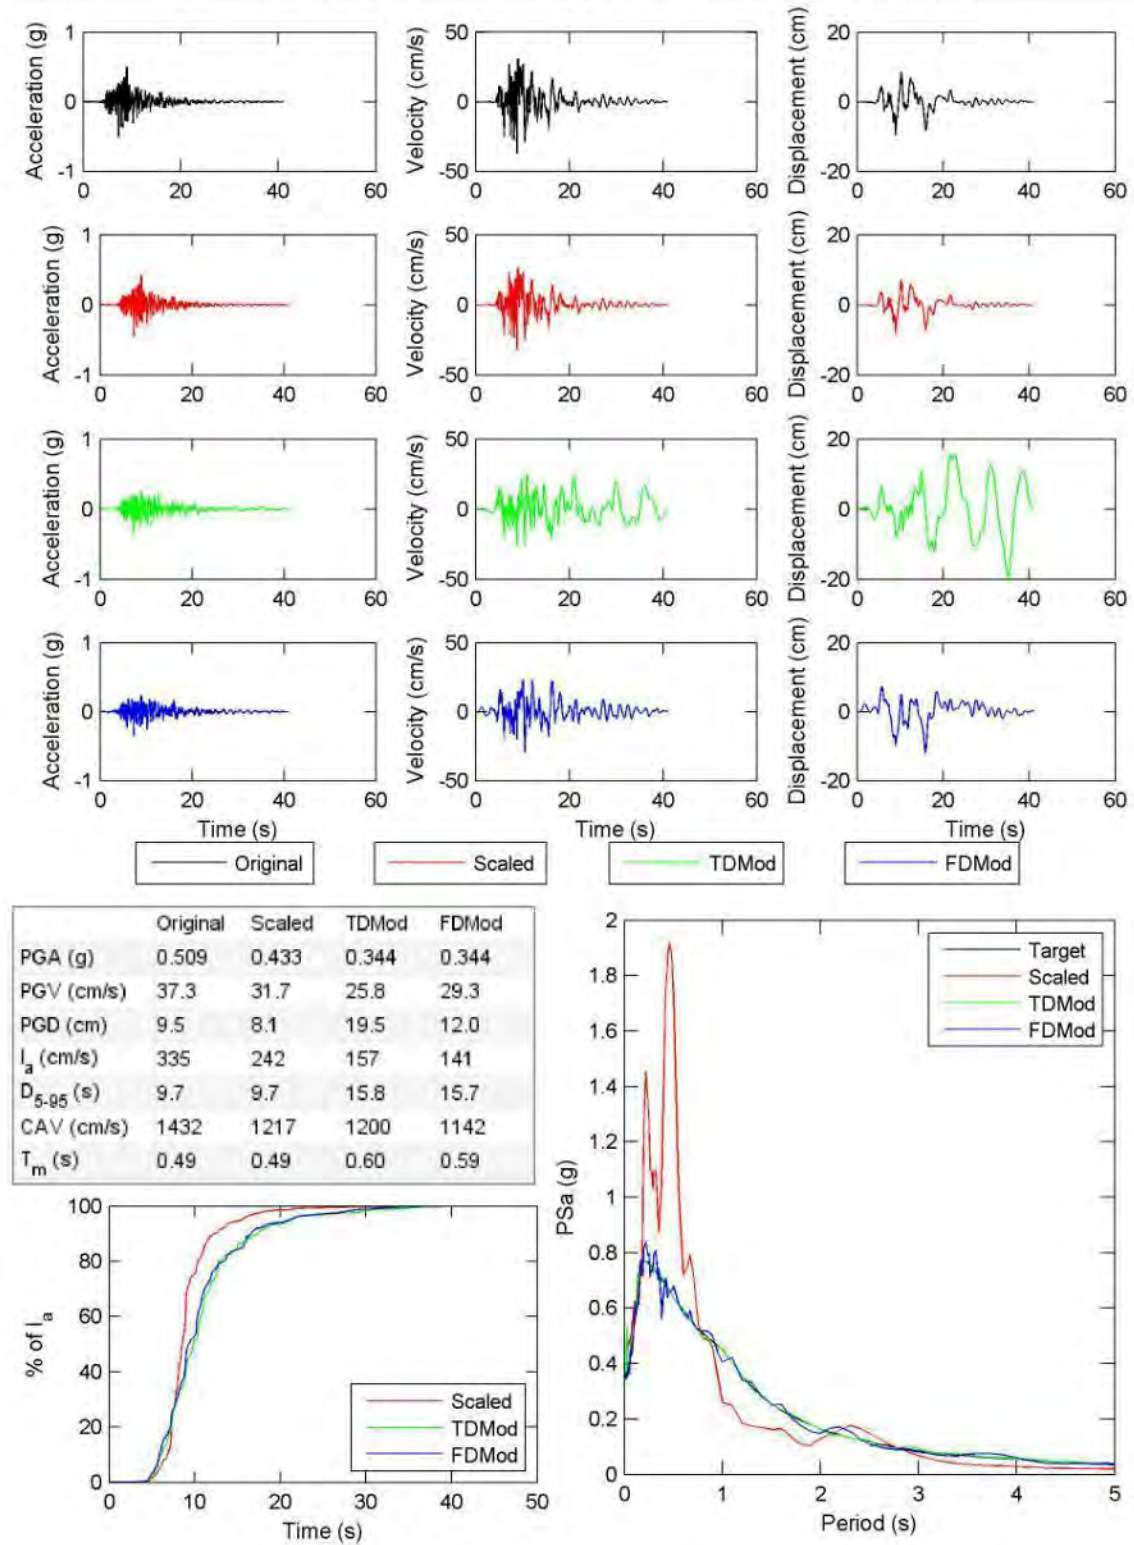 Acceleration (g)
1
0
-1
0 20 40 60
Velocity (cm/s)
50
0
-50
0 20 40 60
Displacement (cm)
20
0
-20
0 20 40 60
Acceleration (g)
1
0
-1
0 20 40 60
Velocity (cm/s)
50
0
-50
0 20 40 60
Displacement (cm)
20
0
-20
0 20 40 60
Acceleration (g)
1
0
-1
0 20 40 60
Velocity (cm/s)
50
0
-50
0 20 40 60
Displacement (cm)
20
0
-20
0 20 40 60
Acceleration (g)
1
0
-1
0 20 40 60
Time (s)
Velocity (cm/s)
50
0
-50
0 20 40 60
Time (s)
Displacement (cm)
20
0
-20
0 20 40 60
Time (s)
Original Scaled TDMod FDMod
Original Scaled TDMod FDMod
PGA (g) 0.509 0.433 0.344 0.344
PGV (cm/s) 37.3 31.7 25.8 29.3
PGD (cm) 9.5 8.1 19.5 12.0
Ia (cm/s) 335 242 157 141
D5-95 (s) 9.7 9.7 15.8 15.7
CAV (cm/s) 1432 1217 1200 1142
Tm (s) 0.49 0.49 0.60 0.59
% of Ia
100
80
60
40
20
0
0 10 20 30 40 50
Time (s)
Scaled
TDMod
FDMod
PSa (g)
2
1.8
1.6
1.4
1.2
1
0.8
0.6
0.4
0.2
0
0 1 2 3 4 5
Period (s)
Target
Scaled
TDMod
FDMod